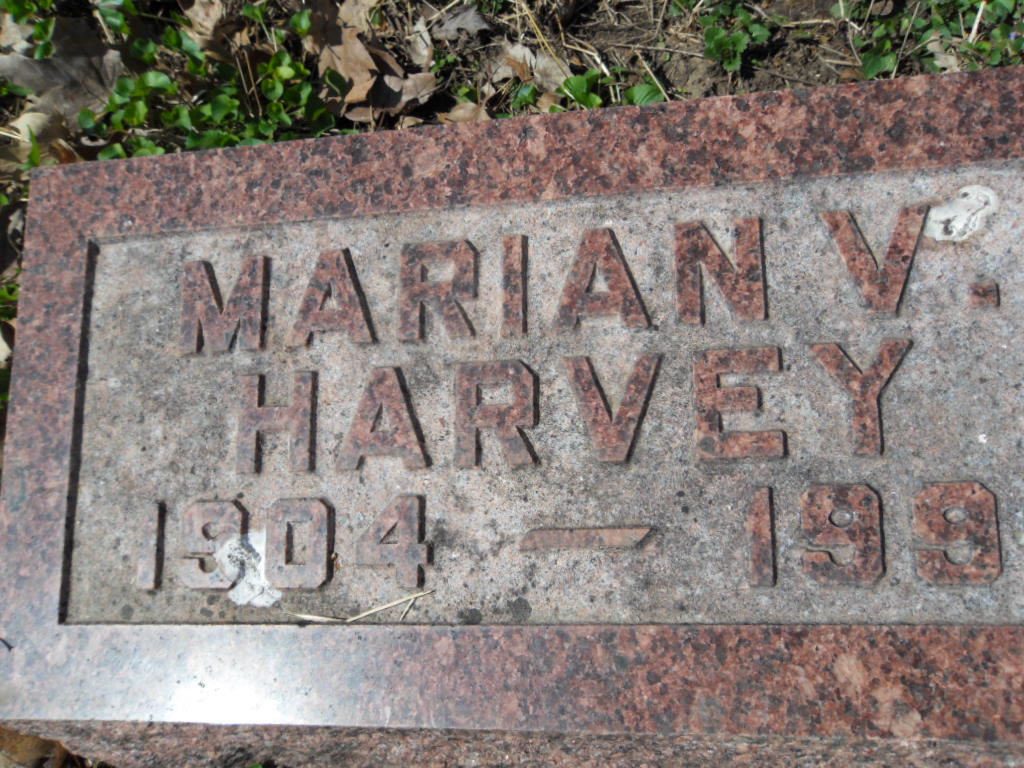 MARIAN V.
HARVEY
1904 — 199